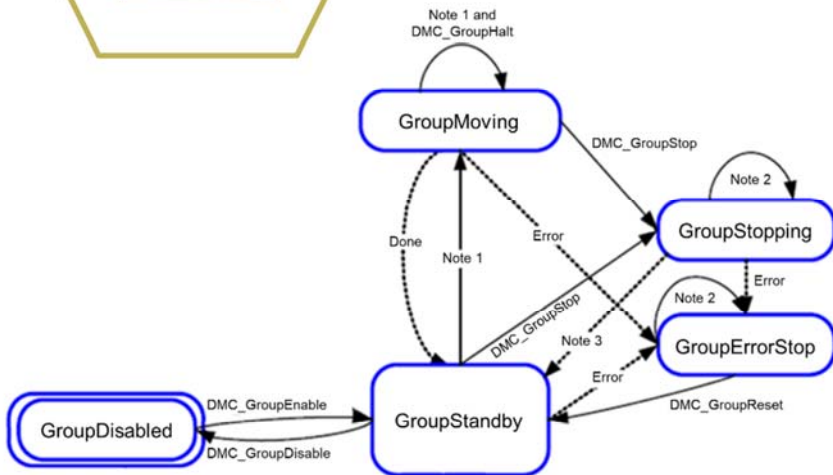 Note 1 and
DMC_GroupHalt
GroupMoving
DMC_GroupStop
Note 2
GroupStopping
Done
Error
Note 1
Error
Note 2
DMC_GroupStop
Note 3
GroupErrorStop
Error
DMC_GroupEnable
GroupStandby
DMC_GroupReset
GroupDisabled
DMC_GroupDisable